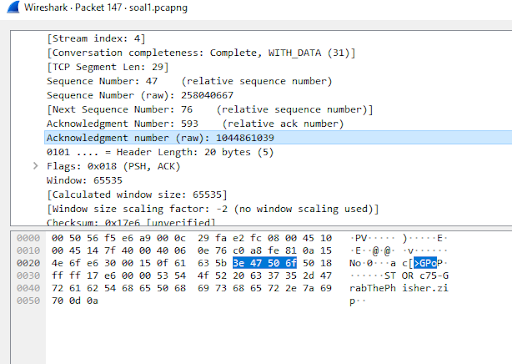 Wireshark · Packet 147 · soal1.pcapng
[Stream index: 4]
[Conversation completeness: Complete, WITH_DATA (31)]
[TCP Segment Len: 29]
Sequence Number: 47    (relative sequence number)
Sequence Number (raw): 258040667
[Next Sequence Number: 76    (relative sequence number)]
Acknowledgment Number: 593    (relative ack number)
Acknowledgment number (raw): 1044861039
0101 .... = Header Length: 20 bytes (5)
Flags: 0x018 (PSH, ACK)
Window: 65535
[Calculated window size: 65535]
[Window size scaling factor: -2 (no window scaling used)]
Checksum: 0x17e6 [unverified]
0000  00 50 56 f5 e6 a9 00 0c  29 fa e2 fc 08 00 45 10  ·PV·····  )·····E·
0010  00 45 14 7f 40 00 40 06  0e 76 c0 a8 fe 81 0a 15  ·E··@·@·  ·v······
0020  4e 6f e6 30 00 15 0f 61  63 5b 3e 47 50 6f 50 18  No·0···a  c[>GPoP·
0030  ff ff 17 e6 00 00 53 54  4f 52 20 63 37 35 2d 47  ······ST  OR c75-G
0040  72 61 62 54 68 65 50 68  69 73 68 65 72 2e 7a 69  rabThePh  isher.zi
0050  70 0d 0a  p··